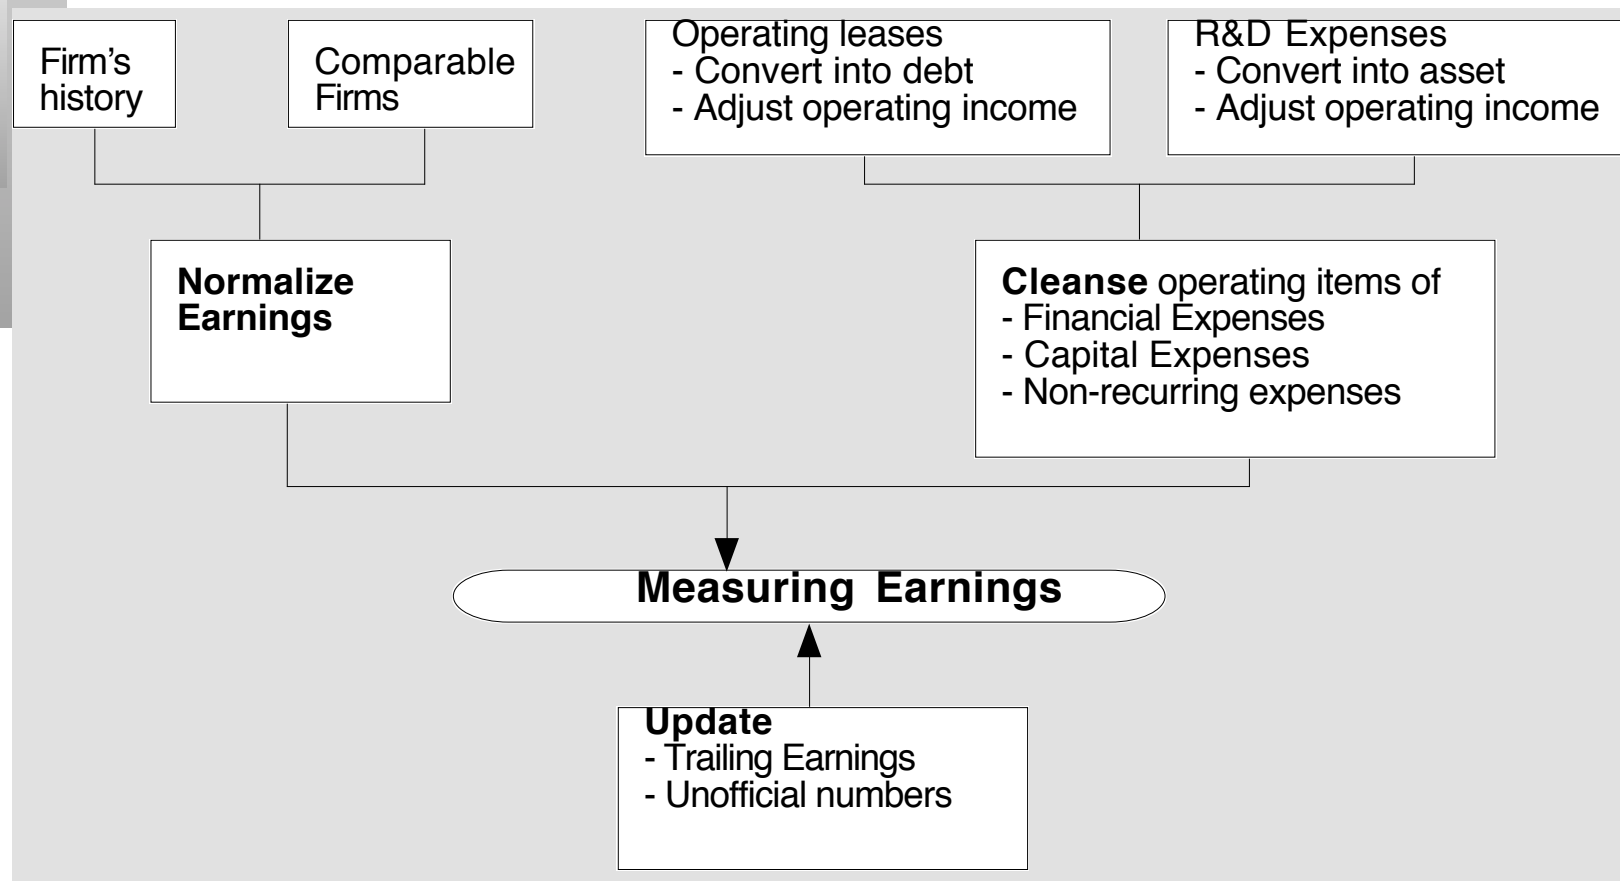 Firm's
history
Comparable
Firms
Operating leases
- Convert into debt
- Adjust operating income
R&D Expenses
- Convert into asset
- Adjust operating income
Normalize
Earnings
Cleanse operating items of
- Financial Expenses
- Capital Expenses
- Non-recurring expenses
Measuring Earnings
Update
- Trailing Earnings
- Unofficial numbers